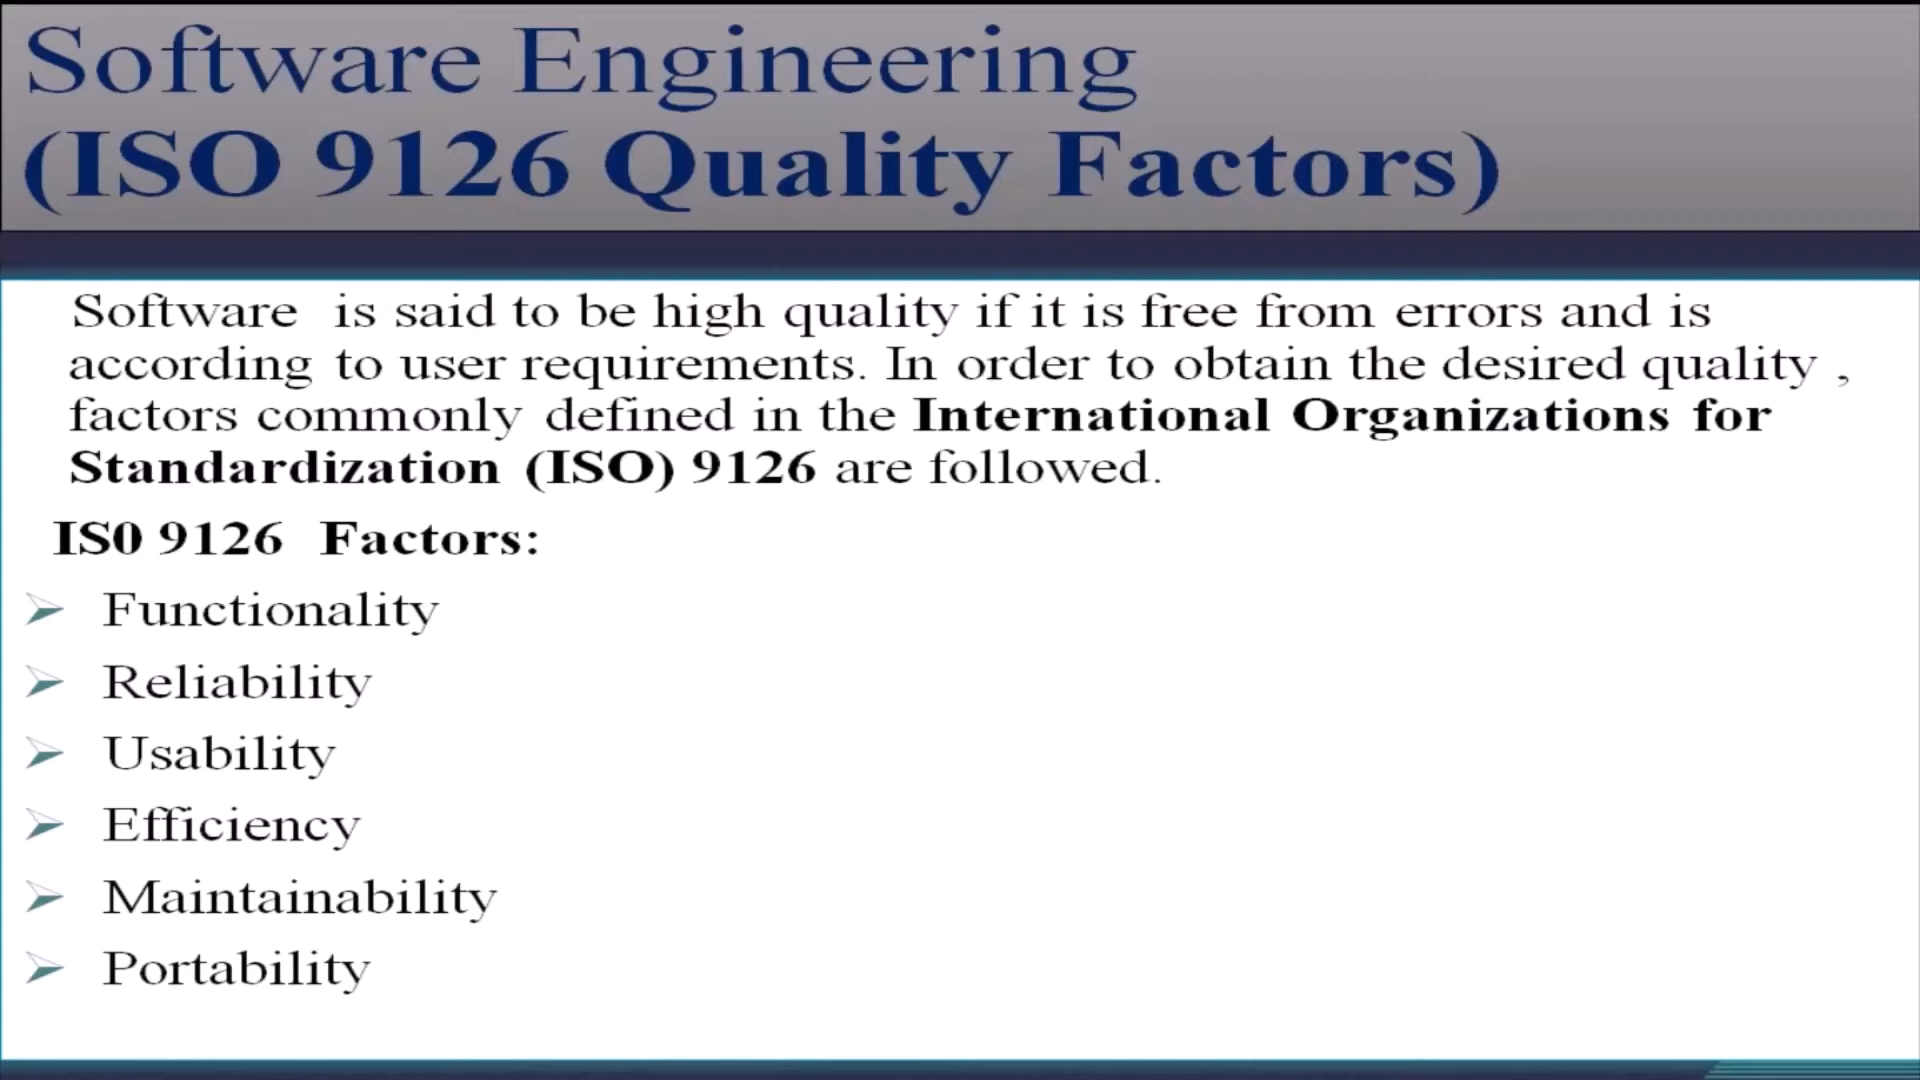 Software Engineering
(ISO 9126 Quality Factors)
Software is said to be high quality if it is free from errors and is
according to user requirements. In order to obtain the desired quality ,
factors commonly defined in the International Organizations for
Standardization (ISO) 9126 are followed.
IS0 9126 Factors:
➢ Functionality
➢ Reliability
➢ Usability
➢ Efficiency
➢ Maintainability
➢ Portability